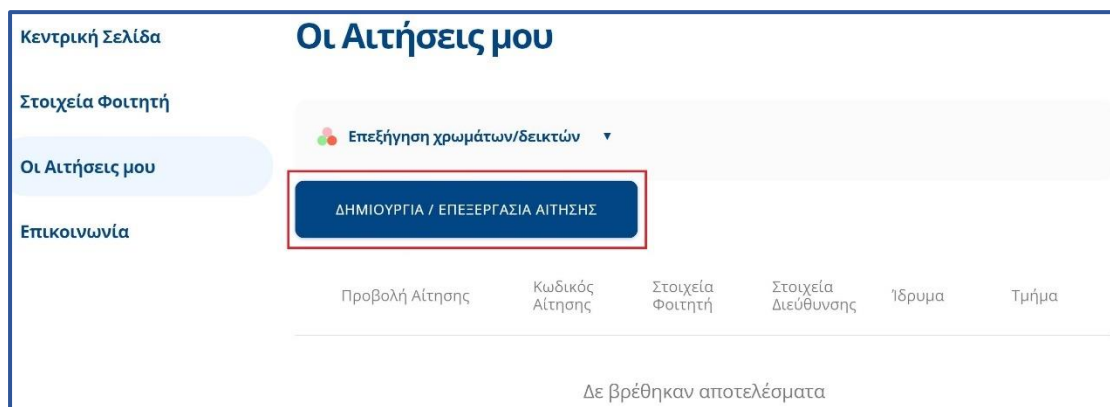 Κεντρική Σελίδα
Στοιχεία Φοιτητή
Οι Αιτήσεις μου
Επικοινωνία
Οι Αιτήσεις μου
Επεξήγηση χρωμάτων/δεικτών ▼
ΔΗΜΙΟΥΡΓΙΑ / ΕΠΕΞΕΡΓΑΣΙΑ ΑΙΤΗΣΗΣ
Προβολή Αίτησης
Κωδικός
Αίτησης
Στοιχεία
Φοιτητή
Στοιχεία
Διεύθυνσης
Ίδρυμα
Τμήμα
Δε βρέθηκαν αποτελέσματα